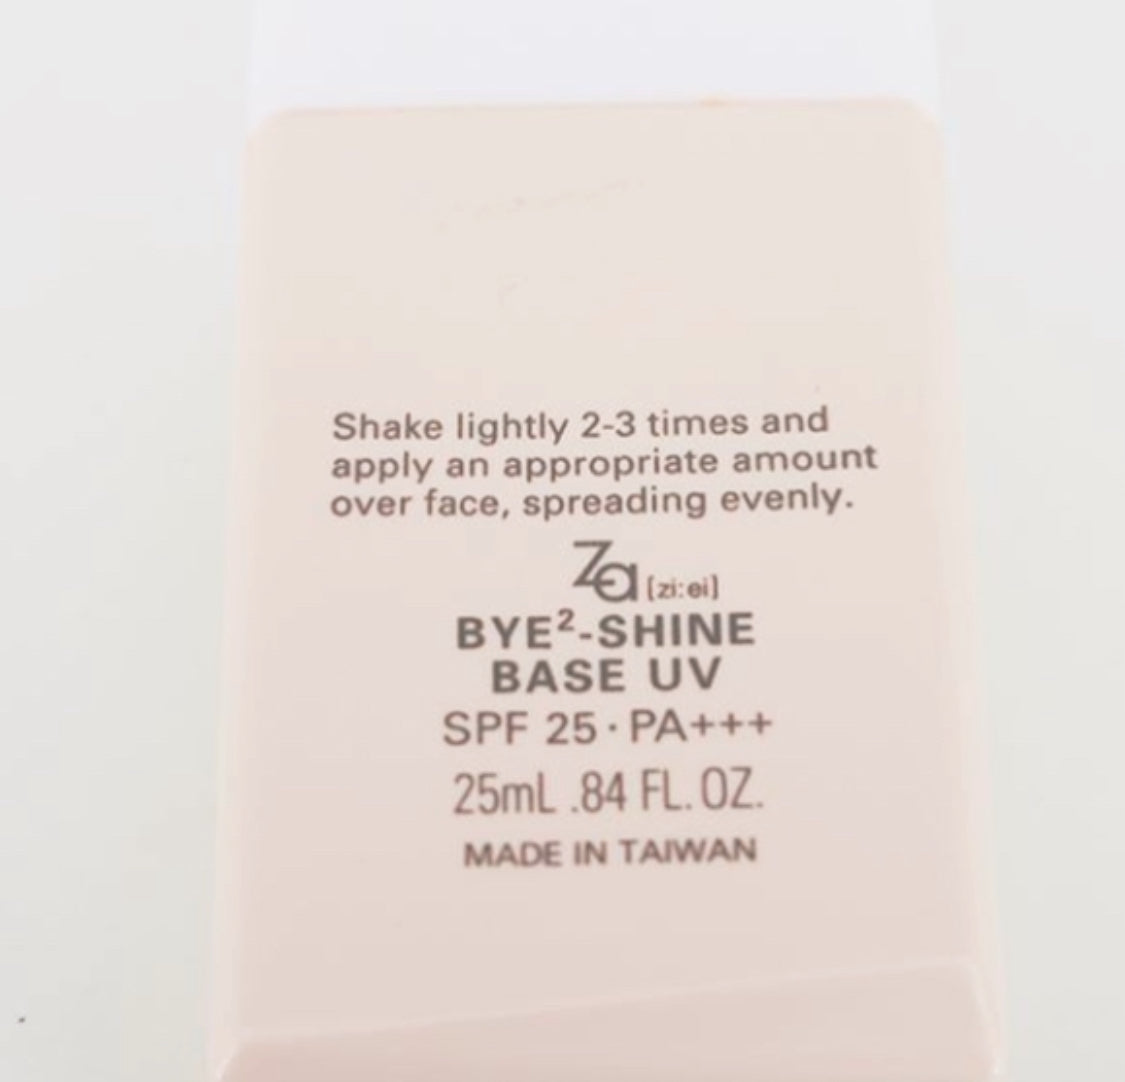 Shake lightly 2-3 times and
apply an appropriate amount
over face, spreading evenly.
Za [zi:ei]
BYE²-SHINE
BASE UV
SPF 25·PA+++
25mL .84 FL. OZ.
MADE IN TAIWAN